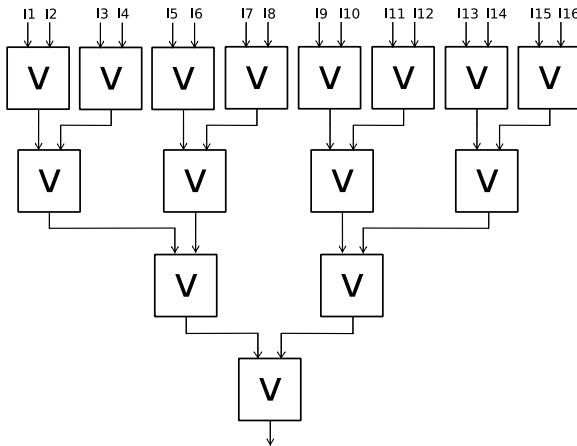 I1 I2 I3 I4 I5 I6 I7 I8 I9 I10 I11 I12 I13 I14 I15 I16
V V V V V V V V
V V V V
V V
V